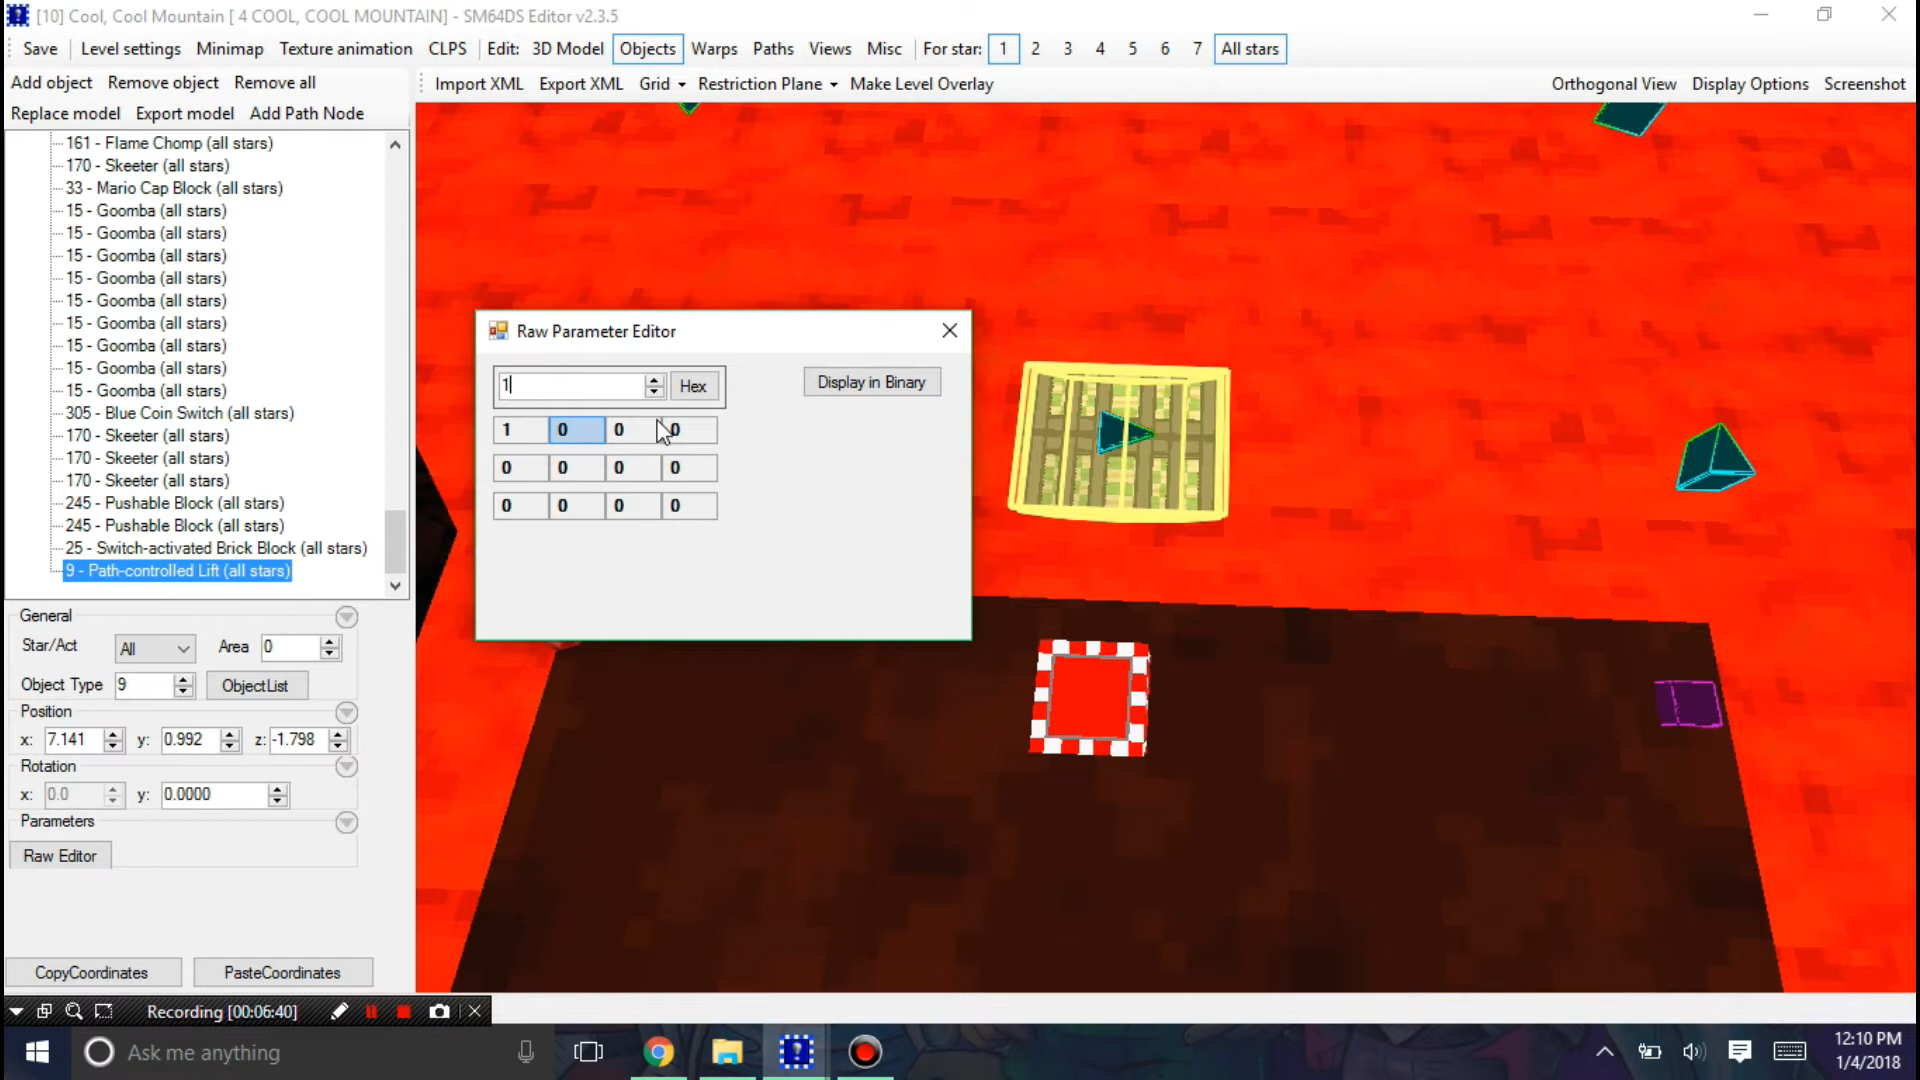 [10] Cool, Cool Mountain [ 4 COOL, COOL MOUNTAIN] - SM64DS Editor v2.3.5
Save Level settings Minimap Texture animation CLPS Edit: 3D Model Objects Warps Paths Views Misc For star: 1 2 3 4 5 6 7 All stars
Add object Remove object Remove all
Import XML Export XML Grid Restriction Plane Make Level Overlay Orthogonal View Display Options Screenshot
Replace model Export model Add Path Node
161 - Flame Chomp (all stars)
170 - Skeeter (all stars)
33 - Mario Cap Block (all stars)
15 - Goomba (all stars)
15 - Goomba (all stars)
15 - Goomba (all stars)
15 - Goomba (all stars)
15 - Goomba (all stars)
15 - Goomba (all stars)
15 - Goomba (all stars)
15 - Goomba (all stars)
15 - Goomba (all stars)
305 - Blue Coin Switch (all stars)
170 - Skeeter (all stars)
170 - Skeeter (all stars)
170 - Skeeter (all stars)
245 - Pushable Block (all stars)
245 - Pushable Block (all stars)
25 - Switch-activated Brick Block (all stars)
9 - Path-controlled Lift (all stars)
Raw Parameter Editor
1 Hex Display in Binary
1 0 0 0
0 0 0 0
0 0 0 0
General
Star/Act All Area 0
Object Type 9 ObjectList
Position
x: 7.141 y: 0.992 z: -1.798
Rotation
x: 0.0 y: 0.0000
Parameters
Raw Editor
CopyCoordinates PasteCoordinates
Recording [00:06:40]
Ask me anything
12:10 PM
1/4/2018